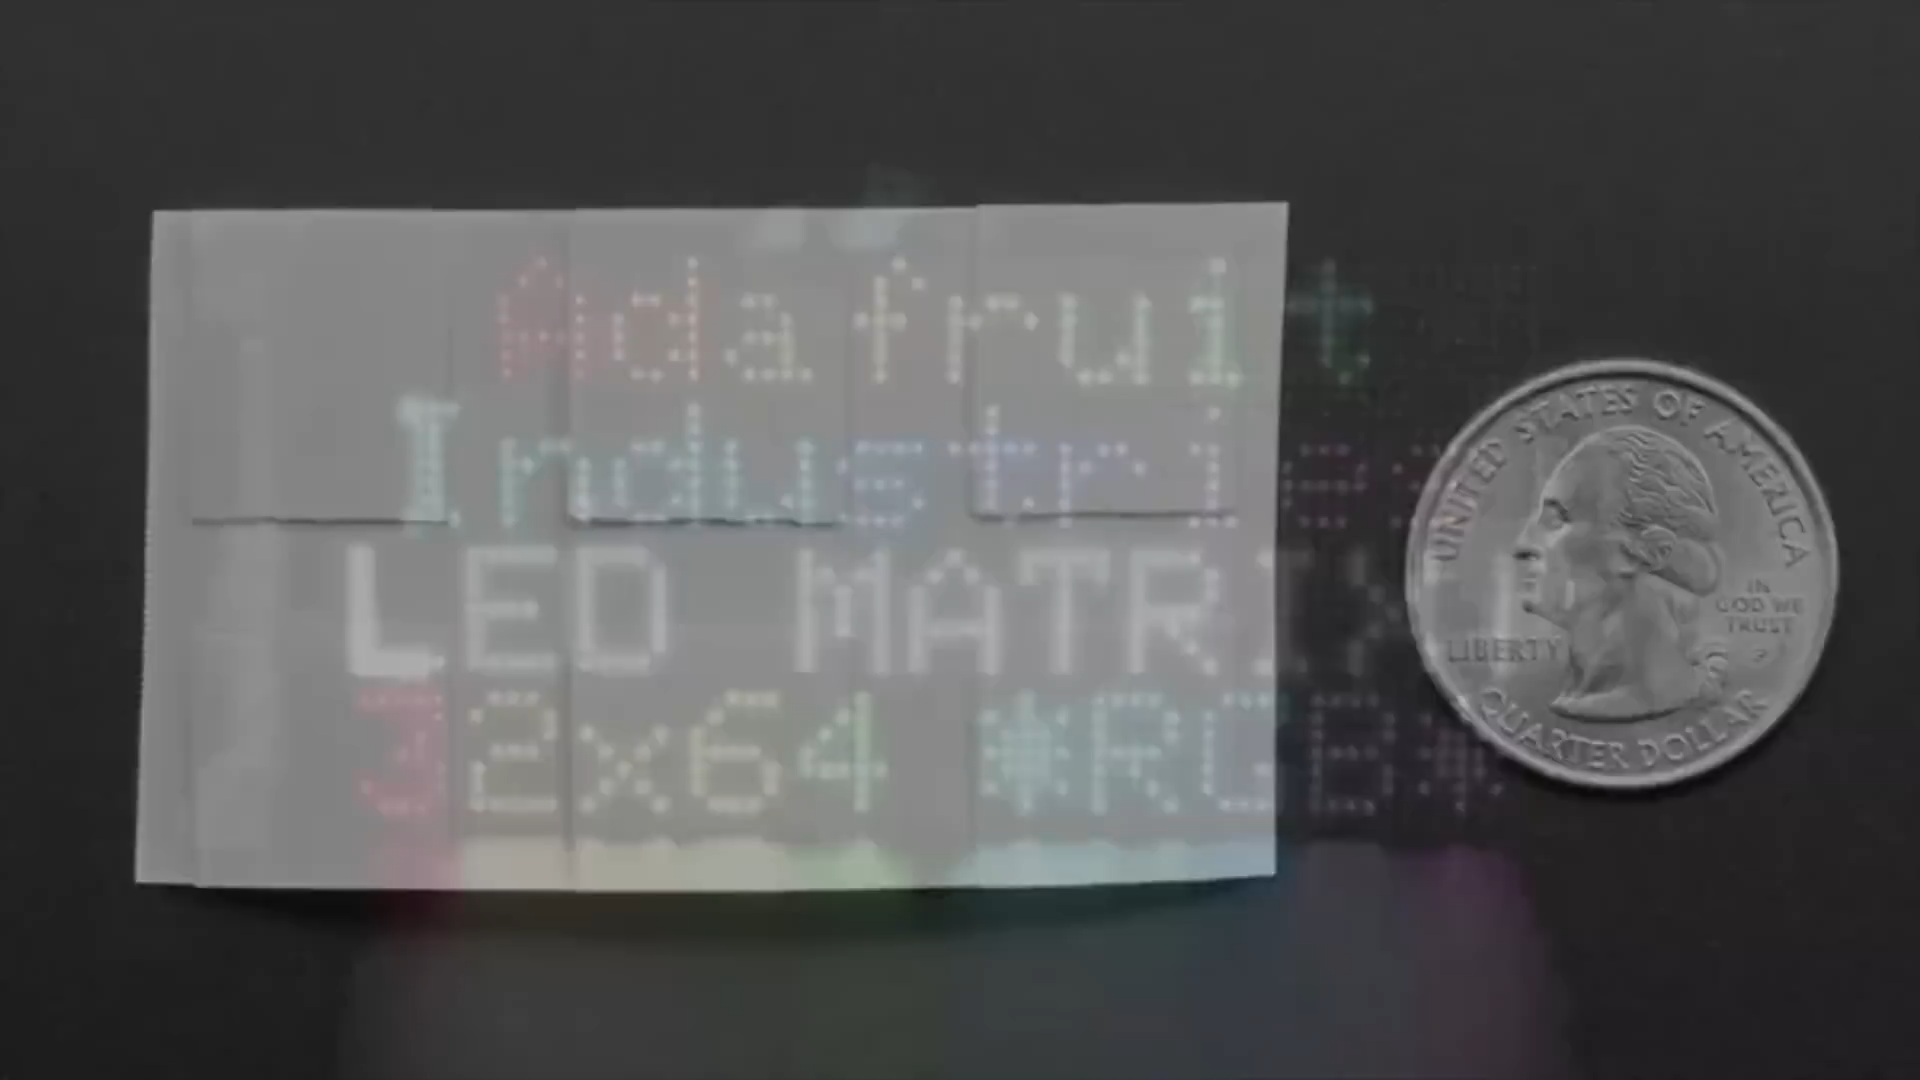 Adafruit
Industries
LED MATRIX!
32x64 *RGB*
UNITED STATES OF AMERICA
IN
GOD WE
TRUST
P
LIBERTY
QUARTER DOLLAR